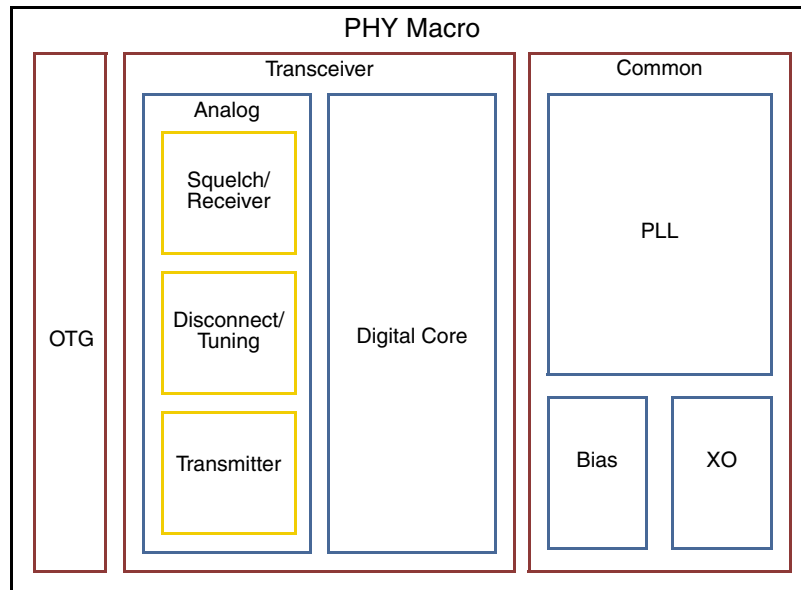 PHY Macro
OTG
Transceiver
Analog
Squelch/
Receiver
Disconnect/
Tuning
Transmitter
Digital Core
Common
PLL
Bias
XO